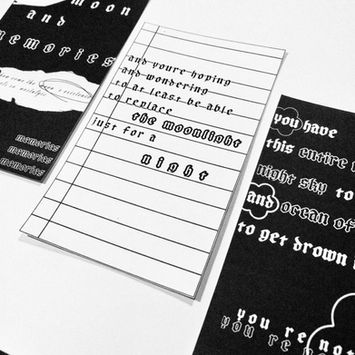 moon
and
memories
memories
memories
memories
and youre hoping
and wondering
to at least be able
to replace
the moonlight
just for a
night
you have
this entire
night sky to
and ocean of
to get drown
you re not
you re no